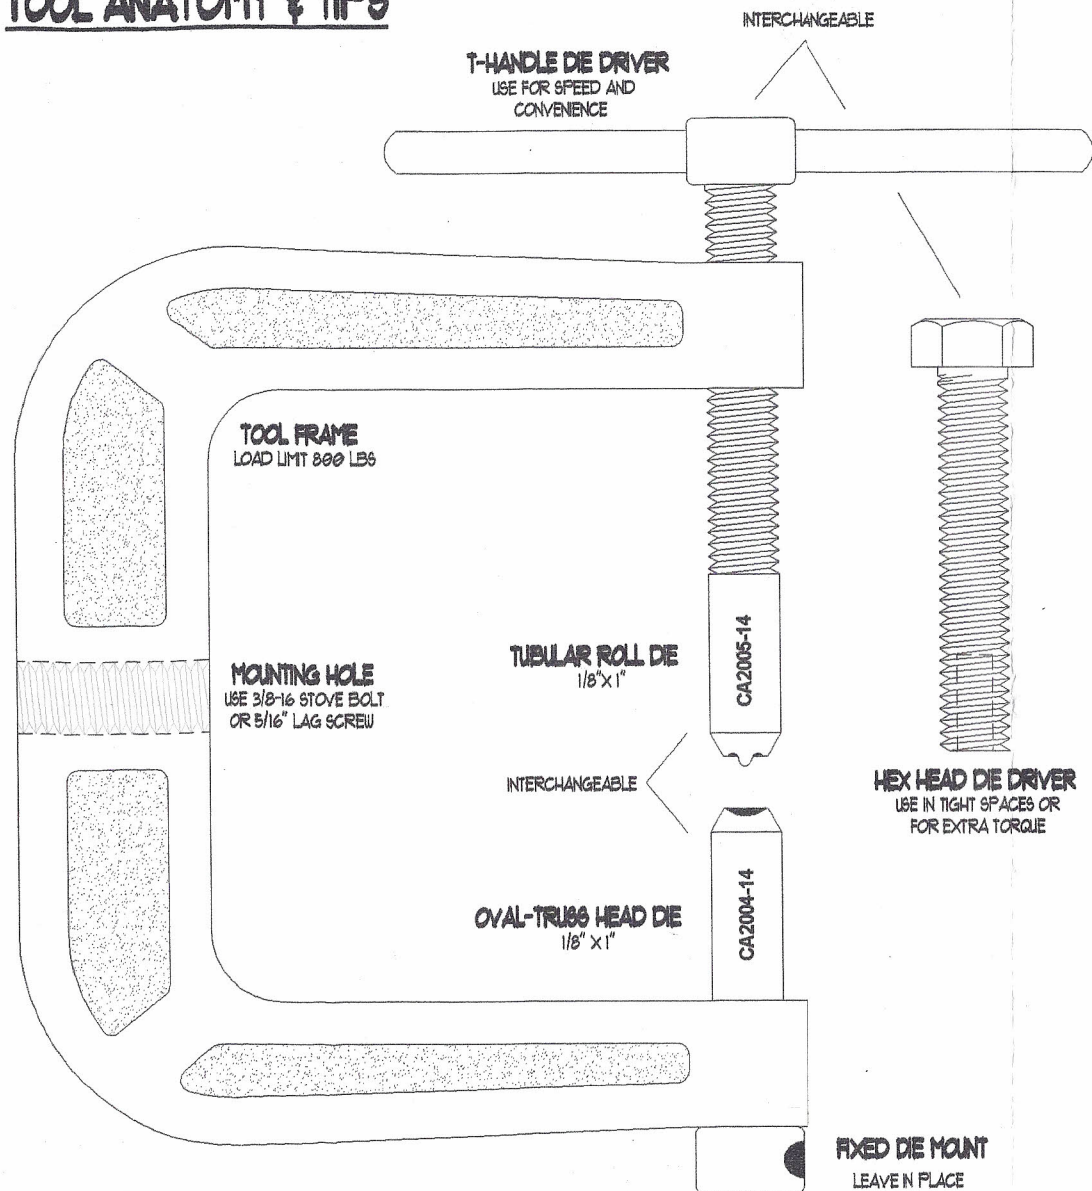 TOOL ANATOMY & TIPS
INTERCHANGEABLE
T-HANDLE DIE DRIVER
USE FOR SPEED AND
CONVENIENCE
TOOL FRAME
LOAD LIMIT 800 LBS
TUBULAR ROLL DIE
1/8"X1"
CA2005-14
MOUNTING HOLE
USE 3/8-16 STOVE BOLT
OR 5/16" LAG SCREW
INTERCHANGEABLE
HEX HEAD DIE DRIVER
USE IN TIGHT SPACES OR
FOR EXTRA TORQUE
OVAL-TRUSS HEAD DIE
1/8" X 1"
CA2004-14
FIXED DIE MOUNT
LEAVE IN PLACE